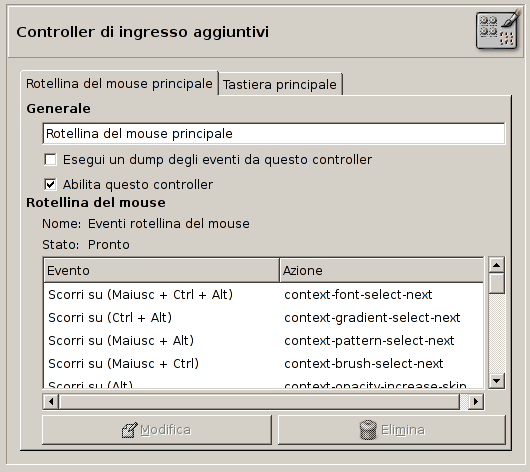 Controller di ingresso aggiuntivi
Rotellina del mouse principale Tastiera principale
Generale
Rotellina del mouse principale
Esegui un dump degli eventi da questo controller
Abilita questo controller
Rotellina del mouse
Nome: Eventi rotellina del mouse
Stato: Pronto
Evento Azione
Scorri su (Maiusc + Ctrl + Alt) context-font-select-next
Scorri su (Ctrl + Alt) context-gradient-select-next
Scorri su (Maiusc + Alt) context-pattern-select-next
Scorri su (Maiusc + Ctrl) context-brush-select-next
Scorri su (Alt) context-opacity-increase-skip
Modifica Elimina